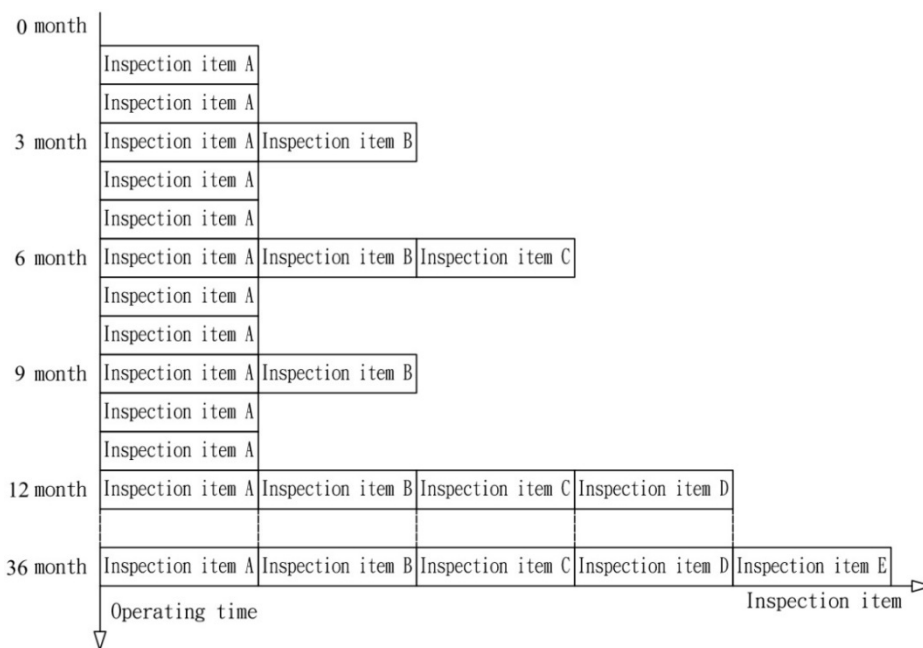 0 month
Inspection item A
Inspection item A
3 month Inspection item A Inspection item B
Inspection item A
Inspection item A
6 month Inspection item A Inspection item B Inspection item C
Inspection item A
Inspection item A
9 month Inspection item A Inspection item B
Inspection item A
Inspection item A
12 month Inspection item A Inspection item B Inspection item C Inspection item D
36 month Inspection item A Inspection item B Inspection item C Inspection item D Inspection item E
Operating time Inspection item